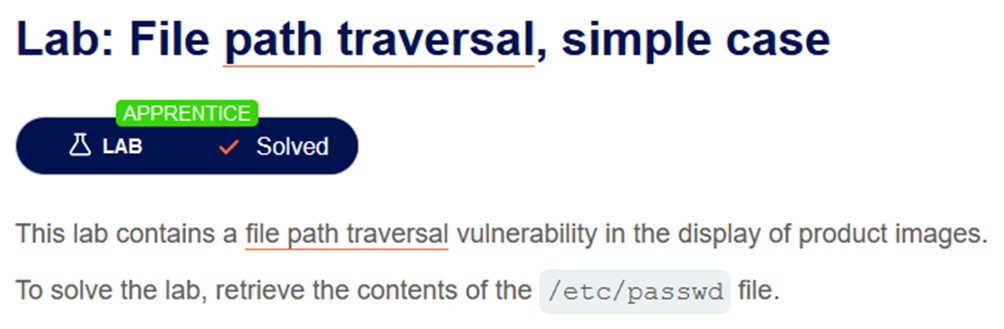 Lab: File path traversal, simple case
APPRENTICE
LAB Solved
This lab contains a file path traversal vulnerability in the display of product images.
To solve the lab, retrieve the contents of the /etc/passwd file.